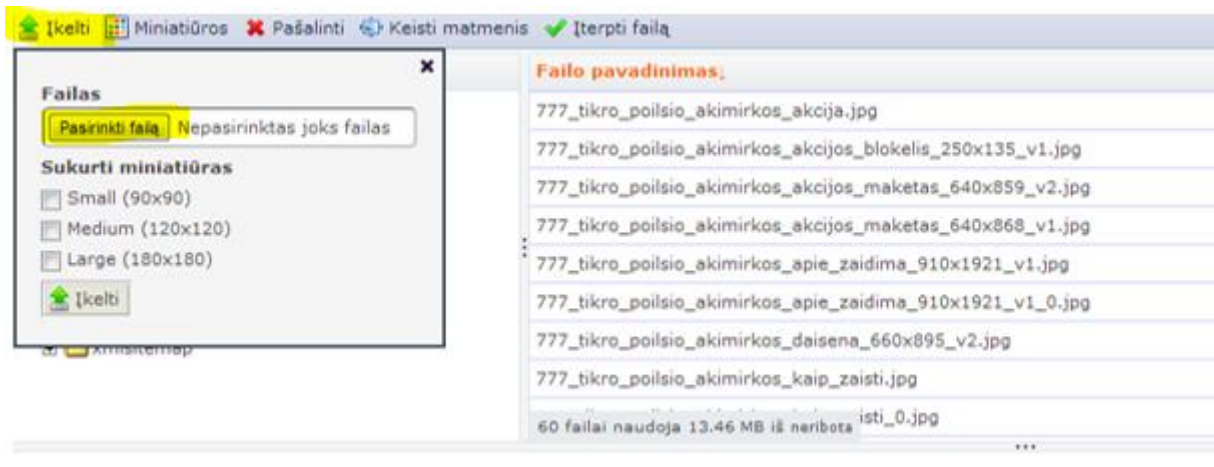 Įkelti Miniatiūros Pašalinti Keisti matmenis Įterpti failą
Failas
Pasirinkti failą Nepasirinktas joks failas
Sukurti miniatiūras
Small (90x90)
Medium (120x120)
Large (180x180)
Įkelti
xmlsitemap
Failo pavadinimas↓
777_tikro_poilsio_akimirkos_akcija.jpg
777_tikro_poilsio_akimirkos_akcijos_blokelis_250x135_v1.jpg
777_tikro_poilsio_akimirkos_akcijos_maketas_640x859_v2.jpg
777_tikro_poilsio_akimirkos_akcijos_maketas_640x868_v1.jpg
777_tikro_poilsio_akimirkos_apie_zaidima_910x1921_v1.jpg
777_tikro_poilsio_akimirkos_apie_zaidima_910x1921_v1_0.jpg
777_tikro_poilsio_akimirkos_daisena_660x895_v2.jpg
777_tikro_poilsio_akimirkos_kaip_zaisti.jpg
isti_0.jpg
60 failai naudoja 13.46 MB iš neribota